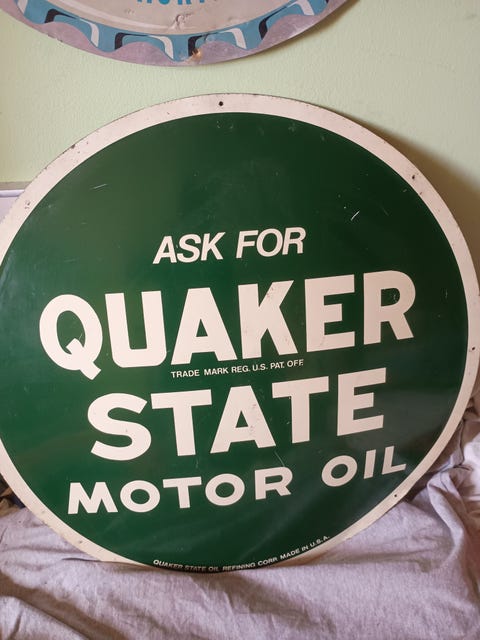 ASK FOR
QUAKER
TRADE MARK REG. U.S. PAT. OFF.
STATE
MOTOR OIL
QUAKER STATE OIL REFINING CORP. MADE IN U.S.A.